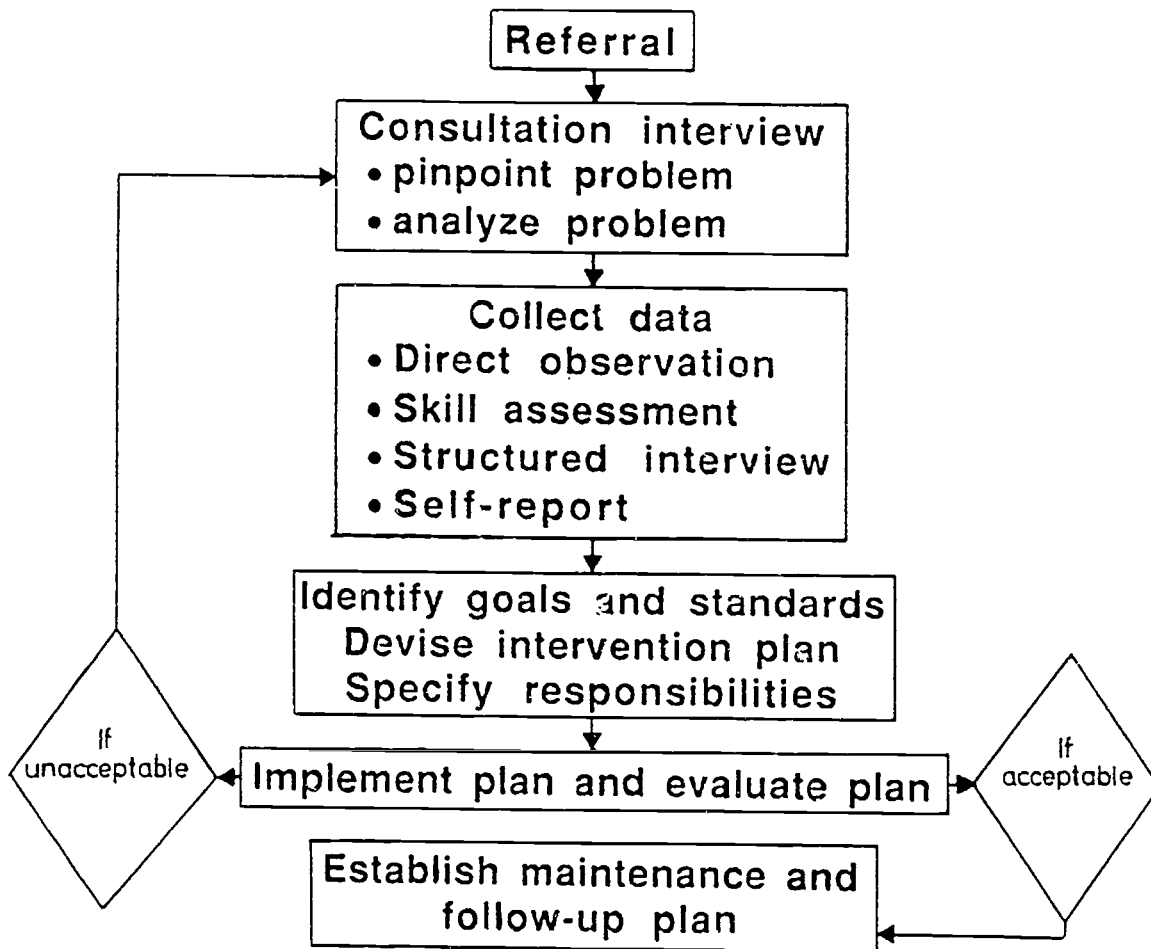 Referral
Consultation interview
• pinpoint problem
• analyze problem
Collect data
• Direct observation
• Skill assessment
• Structured interview
• Self-report
Identify goals and standards
Devise intervention plan
Specify responsibilities
If
unacceptable
Implement plan and evaluate plan
If
acceptable
Establish maintenance and
follow-up plan